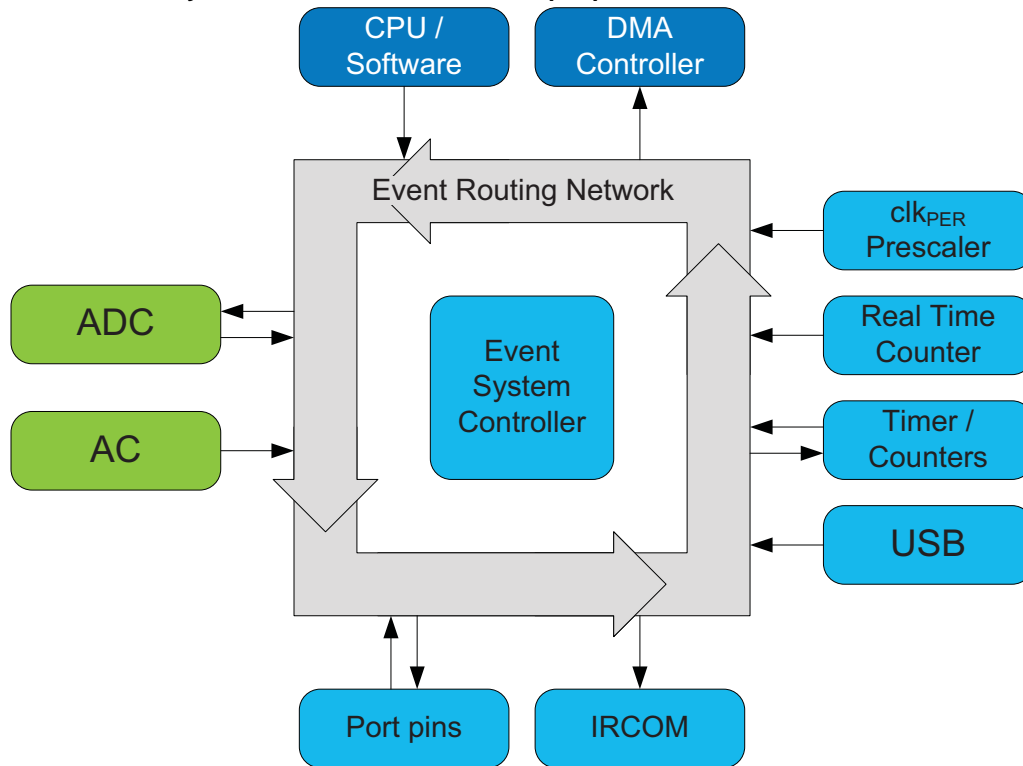 CPU /
Software
DMA
Controller
Event Routing Network
clkPER
Prescaler
ADC
Real Time
Counter
Event
System
Controller
AC
Timer /
Counters
USB
Port pins
IRCOM